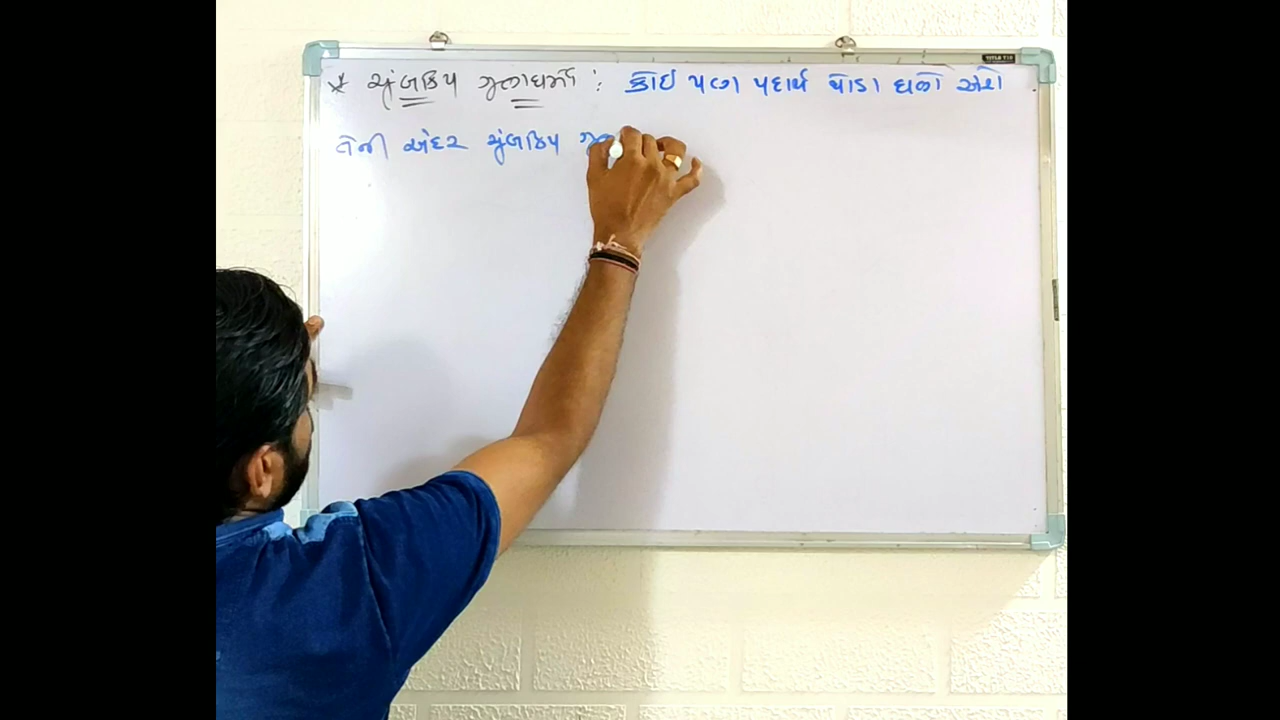 * ચુંબકિય ગુણધર્મો : કોઈ પણ પદાર્થ થોડા ઘણો અંશે
તેની અંદર ચુંબકિય